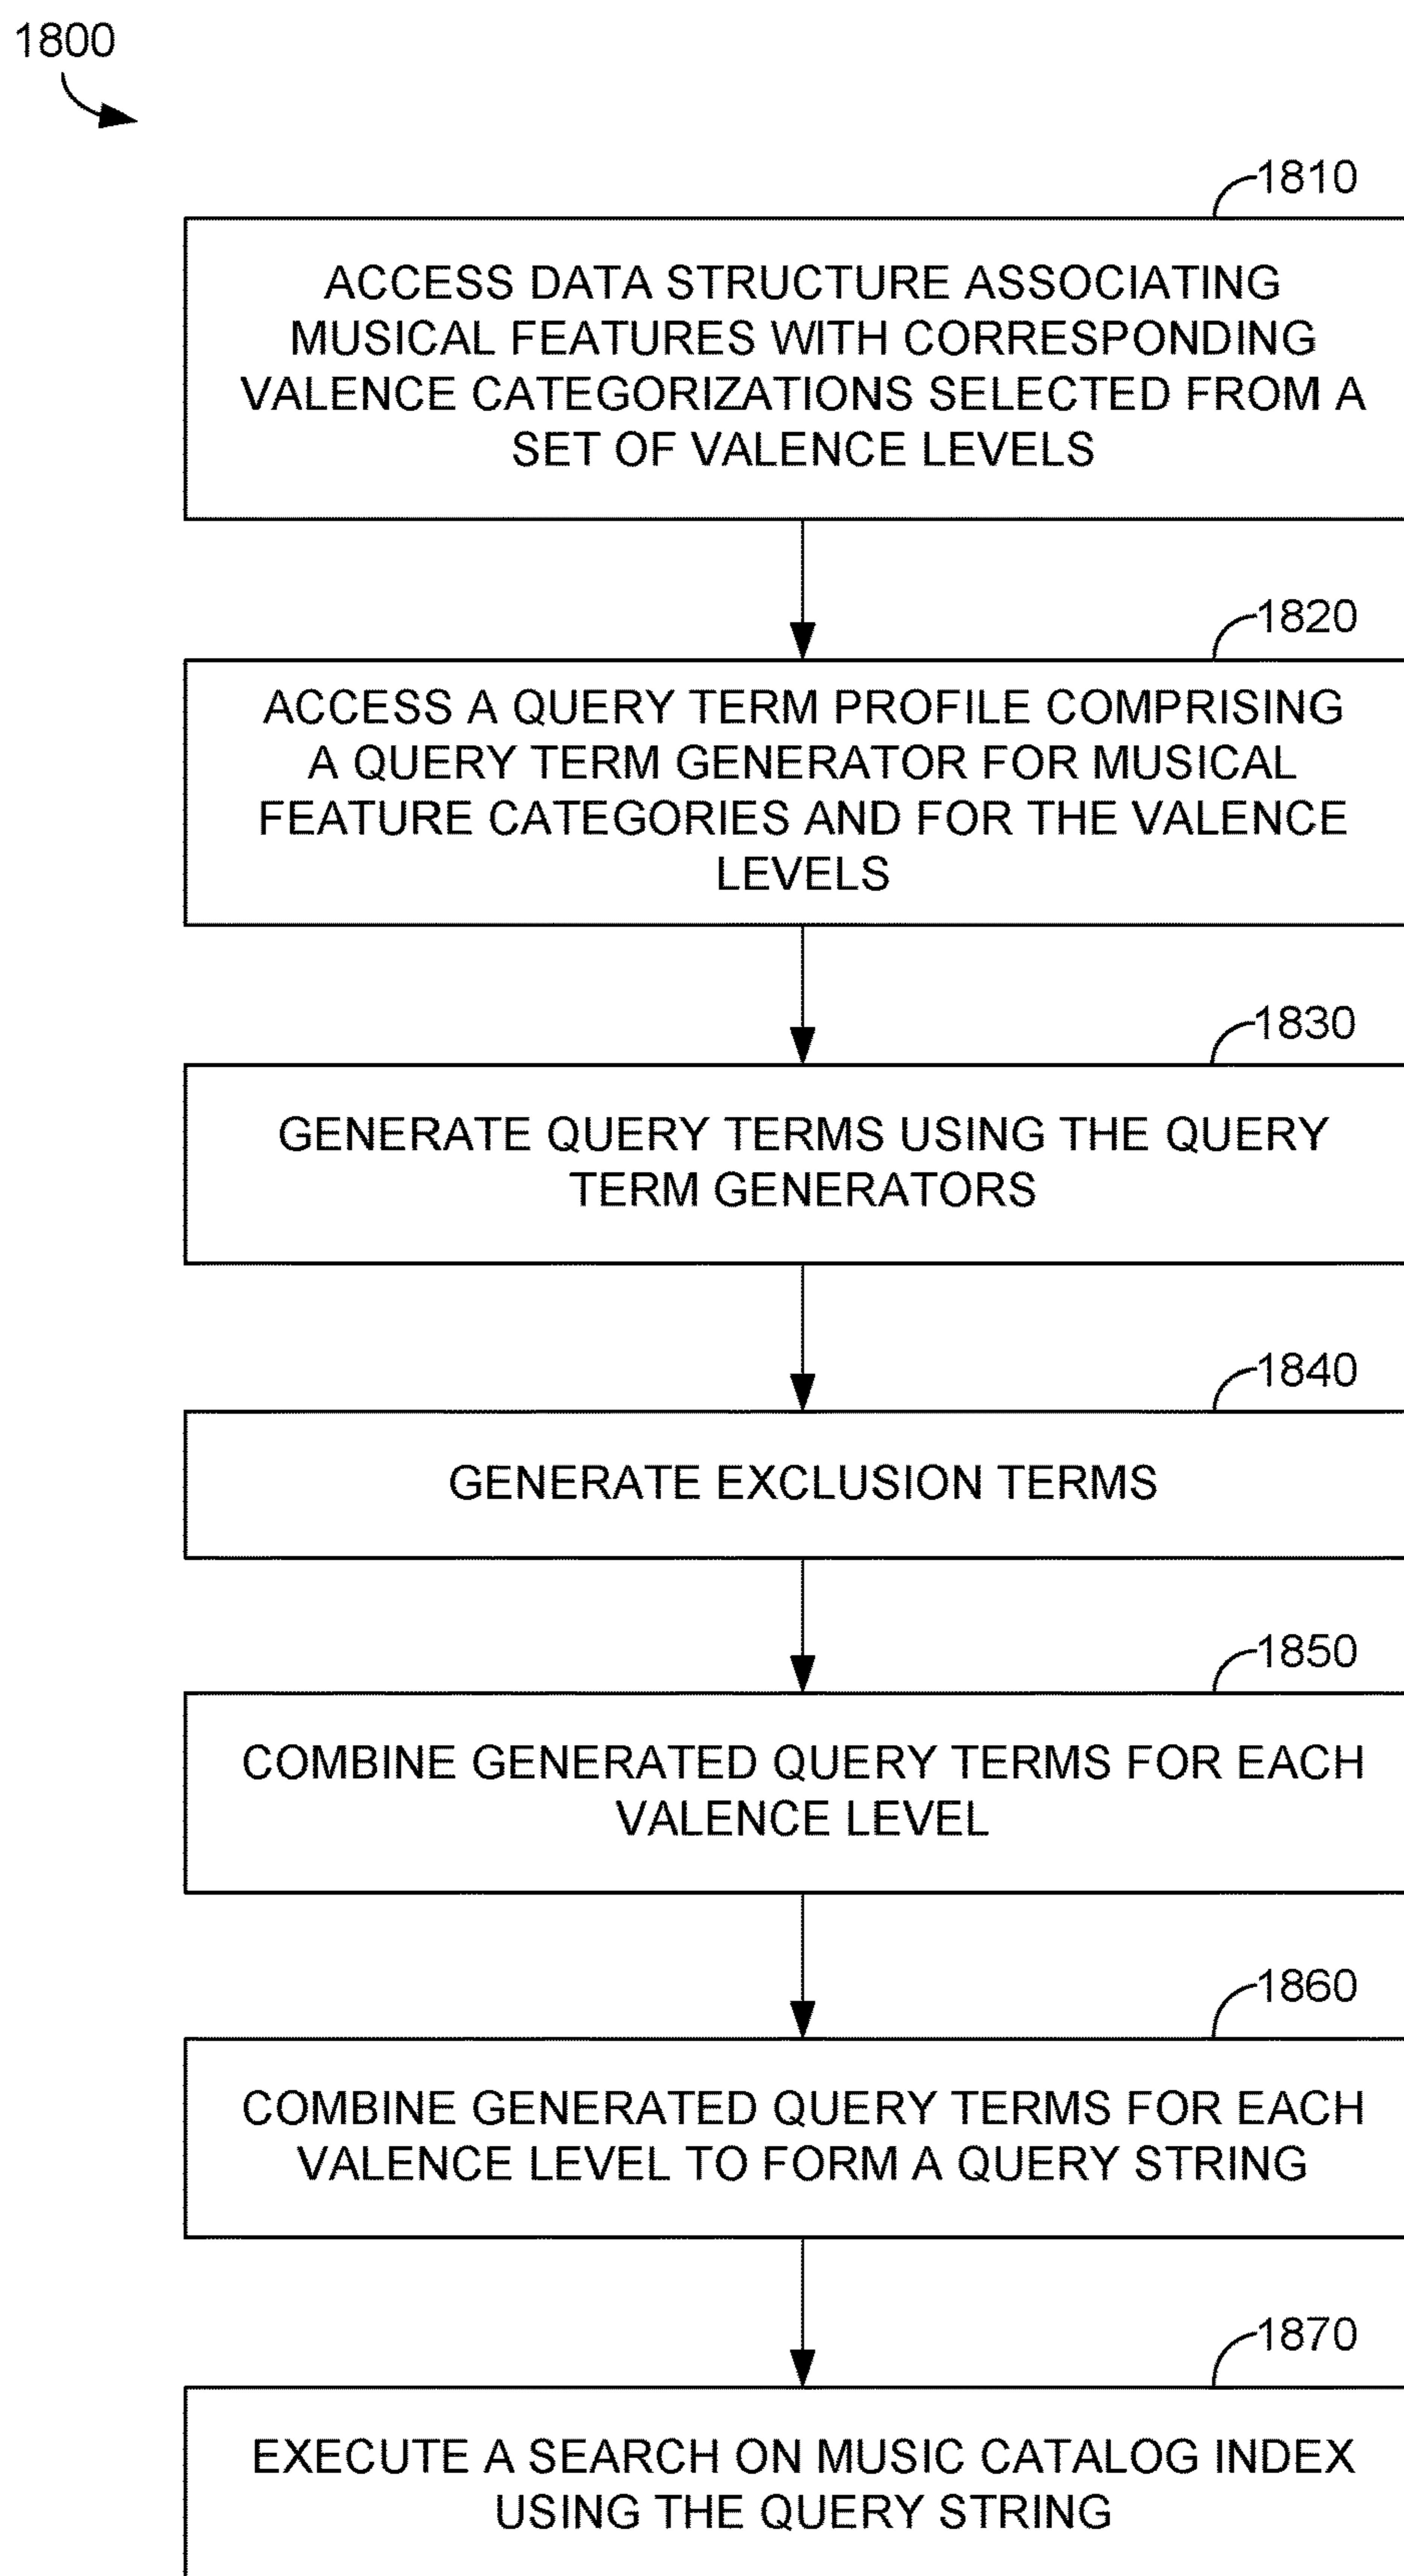 1800
1810
ACCESS DATA STRUCTURE ASSOCIATING
MUSICAL FEATURES WITH CORRESPONDING
VALENCE CATEGORIZATIONS SELECTED FROM A
SET OF VALENCE LEVELS
1820
ACCESS A QUERY TERM PROFILE COMPRISING
A QUERY TERM GENERATOR FOR MUSICAL
FEATURE CATEGORIES AND FOR THE VALENCE
LEVELS
1830
GENERATE QUERY TERMS USING THE QUERY
TERM GENERATORS
1840
GENERATE EXCLUSION TERMS
1850
COMBINE GENERATED QUERY TERMS FOR EACH
VALENCE LEVEL
1860
COMBINE GENERATED QUERY TERMS FOR EACH
VALENCE LEVEL TO FORM A QUERY STRING
1870
EXECUTE A SEARCH ON MUSIC CATALOG INDEX
USING THE QUERY STRING